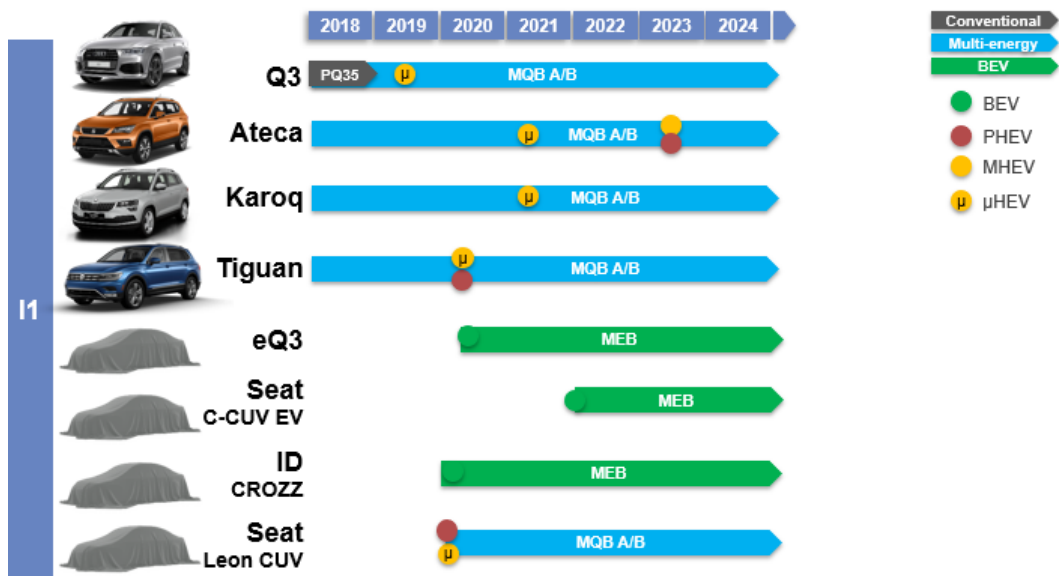 2018 2019 2020 2021 2022 2023 2024
Conventional
Multi-energy
BEV
BEV
PHEV
MHEV
µ µHEV
I1
Q3 PQ35 µ MQB A/B
Ateca µ MQB A/B
Karoq µ MQB A/B
Tiguan µ MQB A/B
eQ3 MEB
Seat
C-CUV EV
MEB
ID
CROZZ
MEB
Seat
Leon CUV
µ MQB A/B